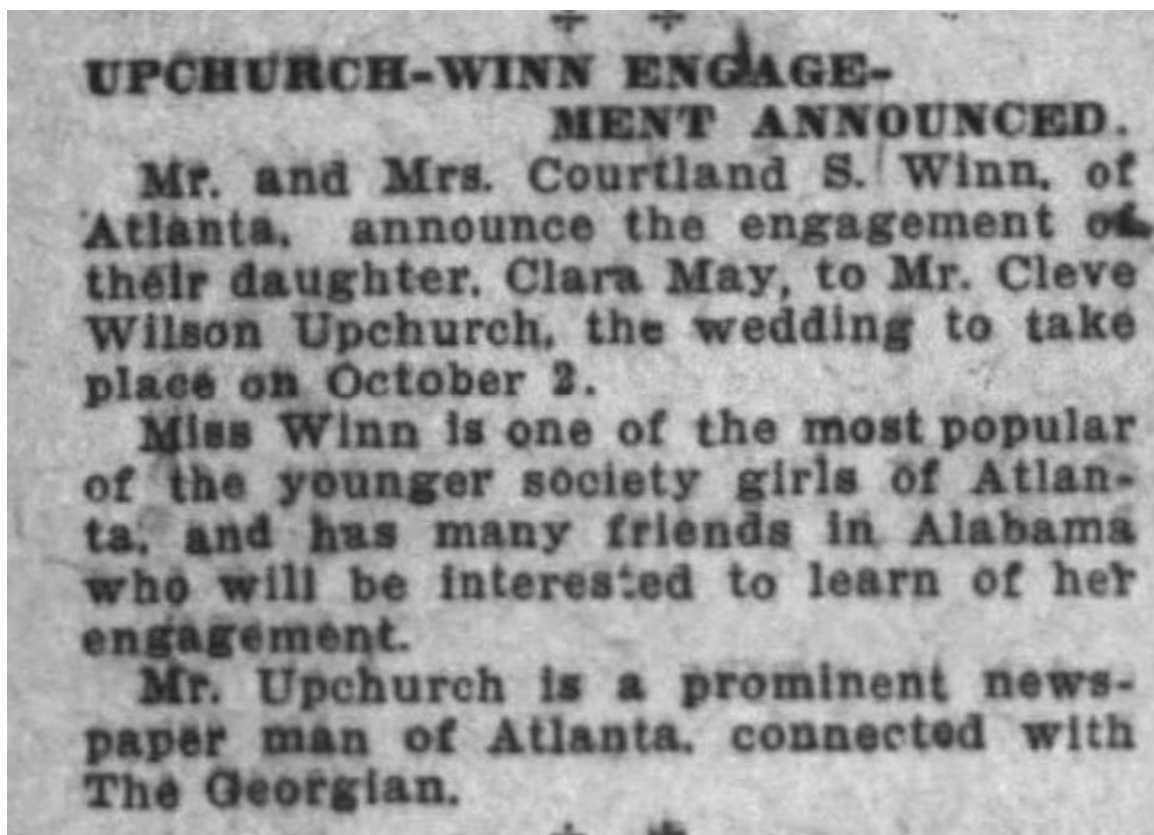 UPCHURCH-WINN ENGAGE-
MENT ANNOUNCED.
Mr. and Mrs. Courtland S. Winn, of
Atlanta, announce the engagement of
their daughter, Clara May, to Mr. Cleve
Wilson Upchurch, the wedding to take
place on October 2.
Miss Winn is one of the most popular
of the younger society girls of Atlan-
ta, and has many friends in Alabama
who will be interested to learn of her
engagement.
Mr. Upchurch is a prominent news-
paper man of Atlanta, connected with
The Georgian.